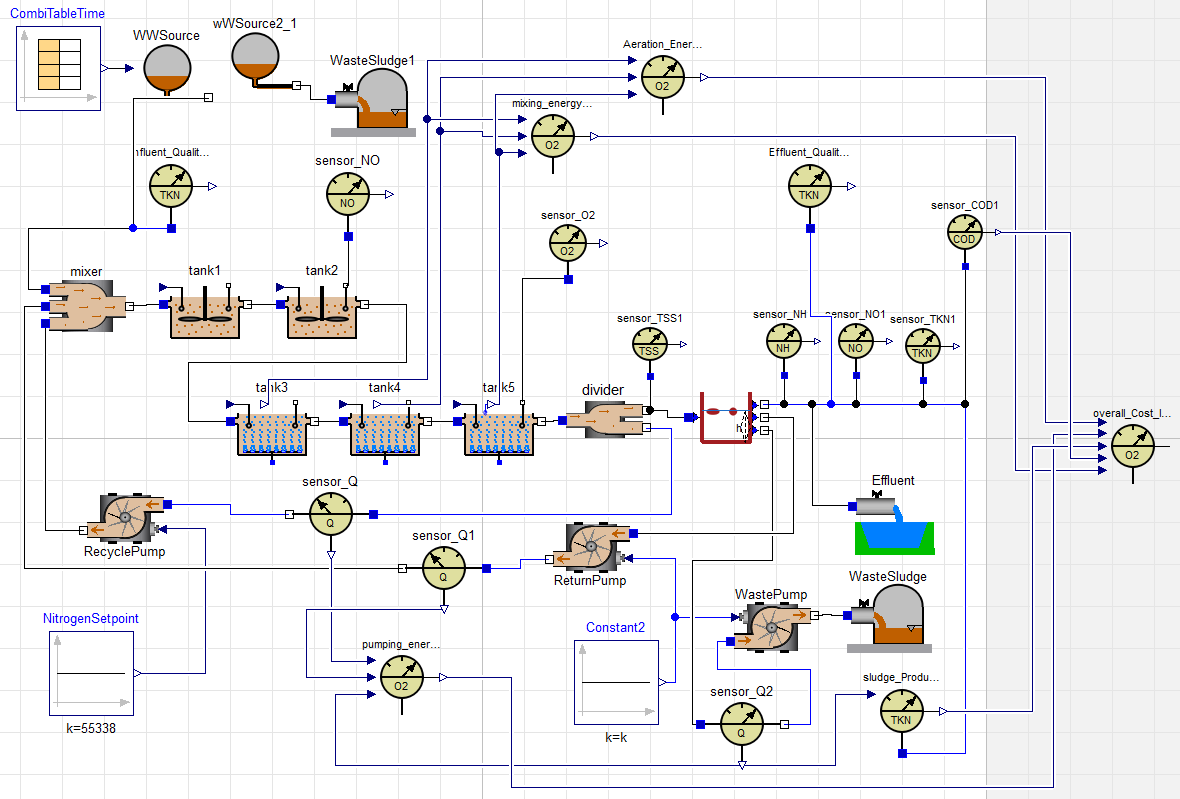 CombiTableTime
WWSource
wWSource2_1
WasteSludge1
Aeration_Ener...
O2
mixing_energy...
O2
nfluent_Qualit...
TKN
sensor_NO
NO
Effluent_Qualit...
TKN
sensor_O2
O2
sensor_COD1
COD
mixer
tank1
tank2
sensor_TSS1
TSS
sensor_NH
NH
sensor_NO1
NO
sensor_TKN1
TKN
tank3
tank4
tank5
divider
h
overall_Cost_I...
O2
RecyclePump
sensor_Q
Q
sensor_Q1
Q
ReturnPump
Effluent
WastePump
WasteSludge
NitrogenSetpoint
k=55338
pumping_ener...
O2
Constant2
k=k
sensor_Q2
Q
sludge_Produ...
TKN